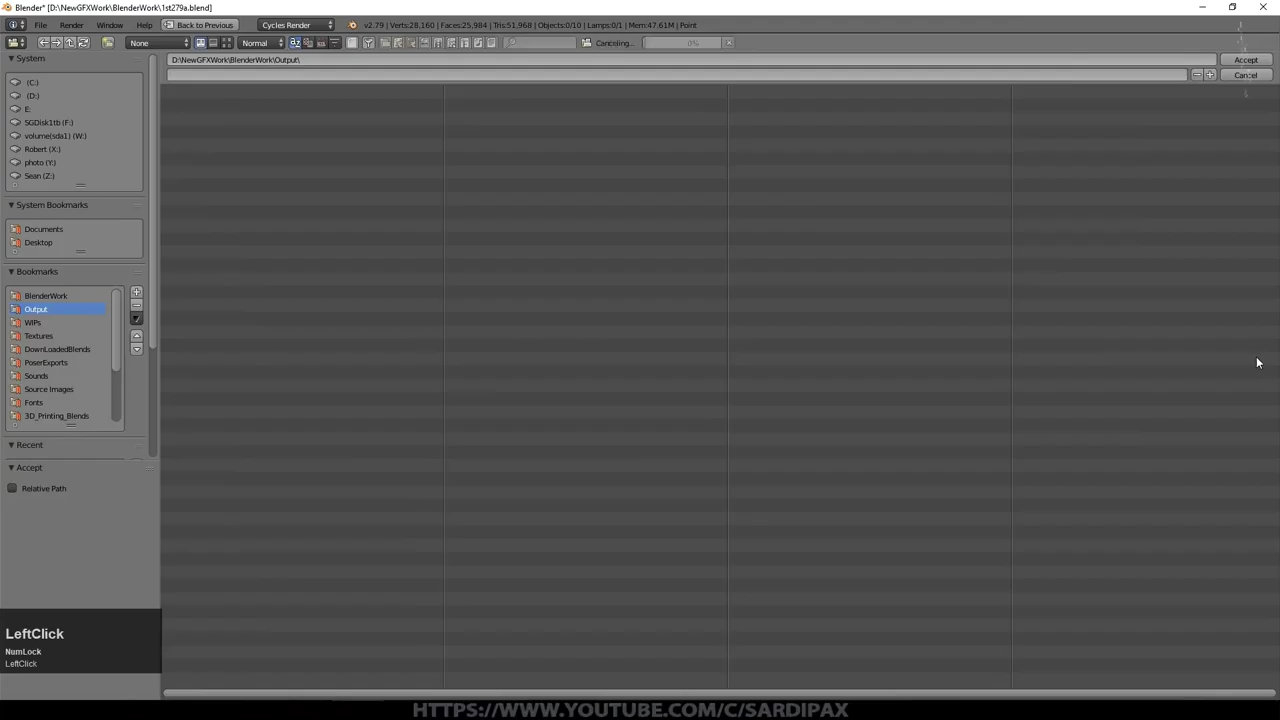 Blender* [D:\NewGFXWork\BlenderWork\1st279a.blend]
File Render Window Help Back to Previous Cycles Render v2.79 | Verts:28,160 | Faces:25,984 | Tris:51,968 | Objects:0/10 | Lamps:0/1 | Mem:47.61M | Point
None Normal Canceling... 0%
System
D:\NewGFXWork\BlenderWork\Output\
Accept
Cancel
(C:)
(D:)
E:
SGDisk1tb (F:)
volume(sda1) (W:)
Robert (X:)
photo (Y:)
Sean (Z:)
System Bookmarks
Documents
Desktop
Bookmarks
BlenderWork
Output
WIPs
Textures
DownLoadedBlends
PoserExports
Sounds
Source Images
Fonts
3D_Printing_Blends
Recent
Accept
Relative Path
LeftClick
NumLock
LeftClick
HTTPS://WWW.YOUTUBE.COM/C/SARDIPAX